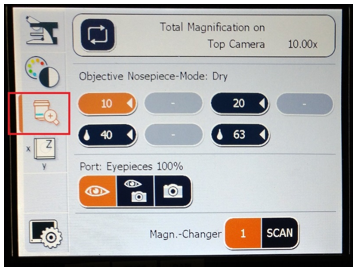 Total Magnification on
Top Camera 10.00x
Objective Nosepiece-Mode: Dry
10 - 20 -
40 63
Port: Eyepieces 100%
Magn.-Changer 1 SCAN
x Z
y